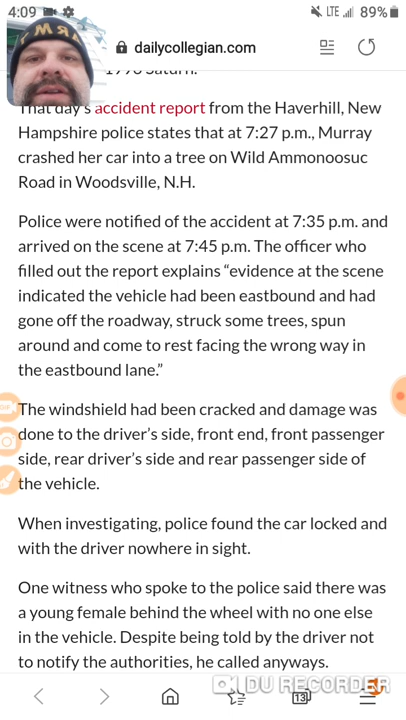 4:09
LTE
89%
dailycollegian.com
1996 Saturn.
That day's accident report from the Haverhill, New
Hampshire police states that at 7:27 p.m., Murray
crashed her car into a tree on Wild Ammonoosuc
Road in Woodsville, N.H.
Police were notified of the accident at 7:35 p.m. and
arrived on the scene at 7:45 p.m. The officer who
filled out the report explains “evidence at the scene
indicated the vehicle had been eastbound and had
gone off the roadway, struck some trees, spun
around and come to rest facing the wrong way in
the eastbound lane.”
The windshield had been cracked and damage was
done to the driver’s side, front end, front passenger
side, rear driver’s side and rear passenger side of
the vehicle.
When investigating, police found the car locked and
with the driver nowhere in sight.
One witness who spoke to the police said there was
a young female behind the wheel with no one else
in the vehicle. Despite being told by the driver not
to notify the authorities, he called anyways.
DU RECORDER
13